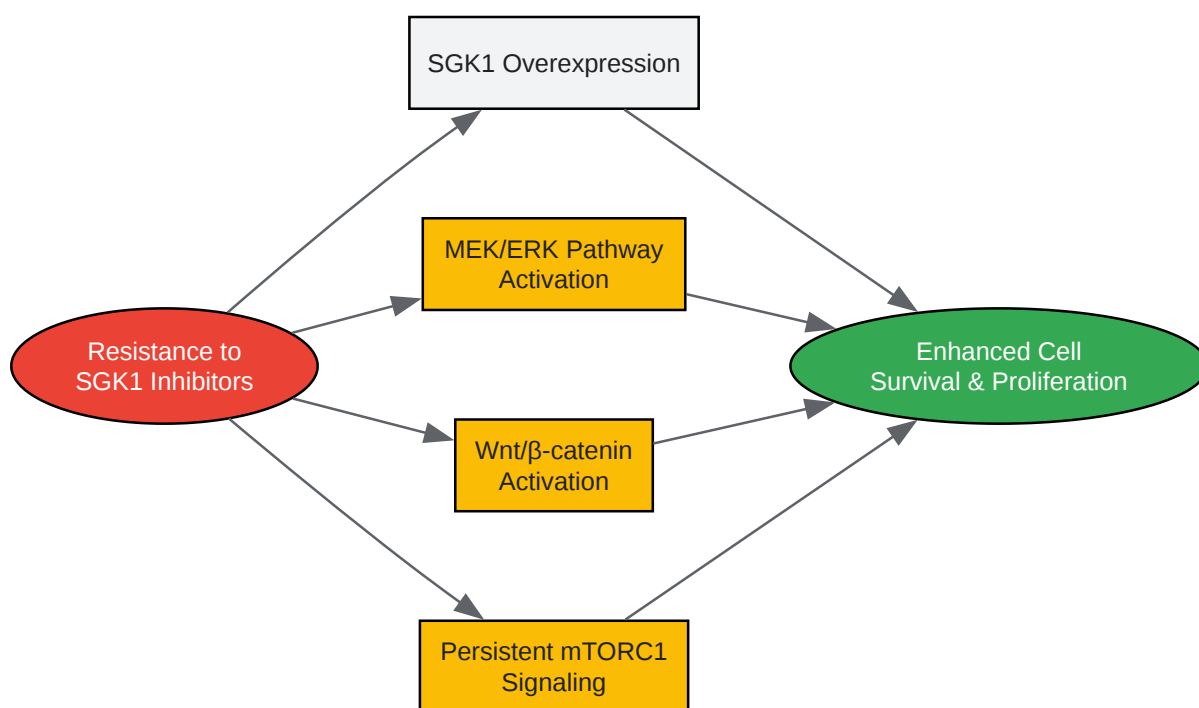 SGK1 Overexpression
MEK/ERK Pathway
Activation
Resistance to
SGK1 Inhibitors
Enhanced Cell
Survival & Proliferation
Wnt/β-catenin
Activation
Persistent mTORC1
Signaling